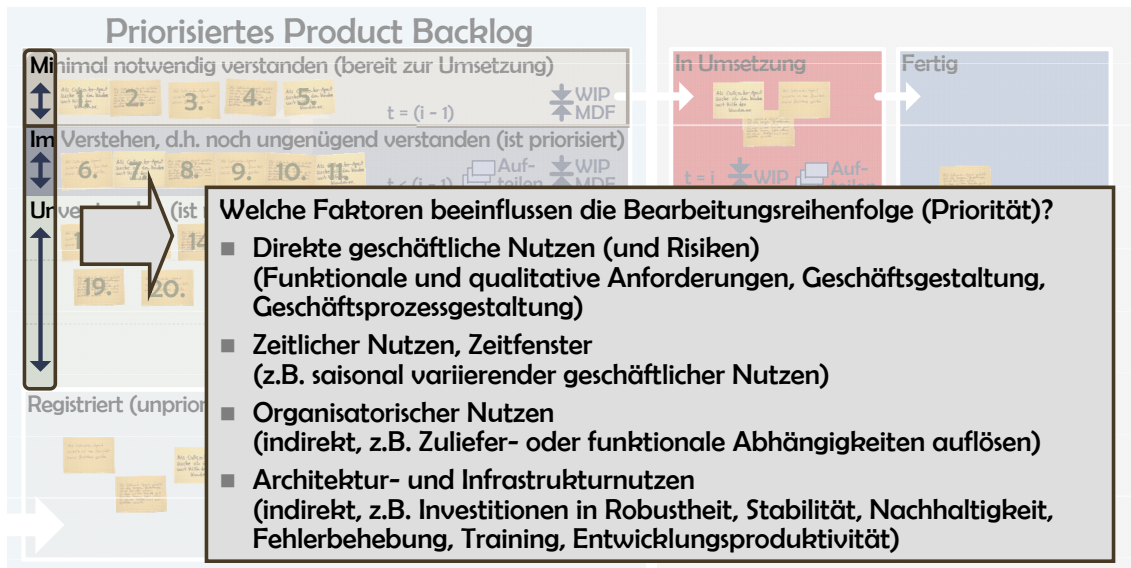 Priorisiertes Product Backlog
Minimal notwendig verstanden (bereit zur Umsetzung)
1. 2. 3. 4. 5.
t = (i - 1)
WIP
MDF
In Umsetzung
Fertig
Im Verstehen, d.h. noch ungenügend verstanden (ist priorisiert)
6. 7. 8. 9. 10. 11.
t < (i - 1)
Auf-
teilen
WIP
MDF
t = i
WIP
Auf-
Un
(ist
14
19. 20.
Registriert (unprior
Welche Faktoren beeinflussen die Bearbeitungsreihenfolge (Priorität)?
■ Direkte geschäftliche Nutzen (und Risiken)
(Funktionale und qualitative Anforderungen, Geschäftsgestaltung,
Geschäftsprozessgestaltung)
■ Zeitlicher Nutzen, Zeitfenster
(z.B. saisonal variierender geschäftlicher Nutzen)
■ Organisatorischer Nutzen
(indirekt, z.B. Zuliefer- oder funktionale Abhängigkeiten auflösen)
■ Architektur- und Infrastrukturnutzen
(indirekt, z.B. Investitionen in Robustheit, Stabilität, Nachhaltigkeit,
Fehlerbehebung, Training, Entwicklungsproduktivität)